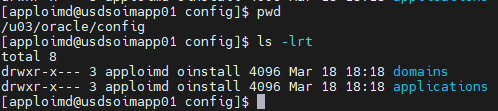 applications
[apploimd@usdsoimapp01 config]$ pwd
/u03/oracle/config
[apploimd@usdsoimapp01 config]$ ls -lrt
total 8
drwxr-x--- 3 apploimd oinstall 4096 Mar 18 18:18 domains
drwxr-x--- 3 apploimd oinstall 4096 Mar 18 18:18 applications
[apploimd@usdsoimapp01 config]$